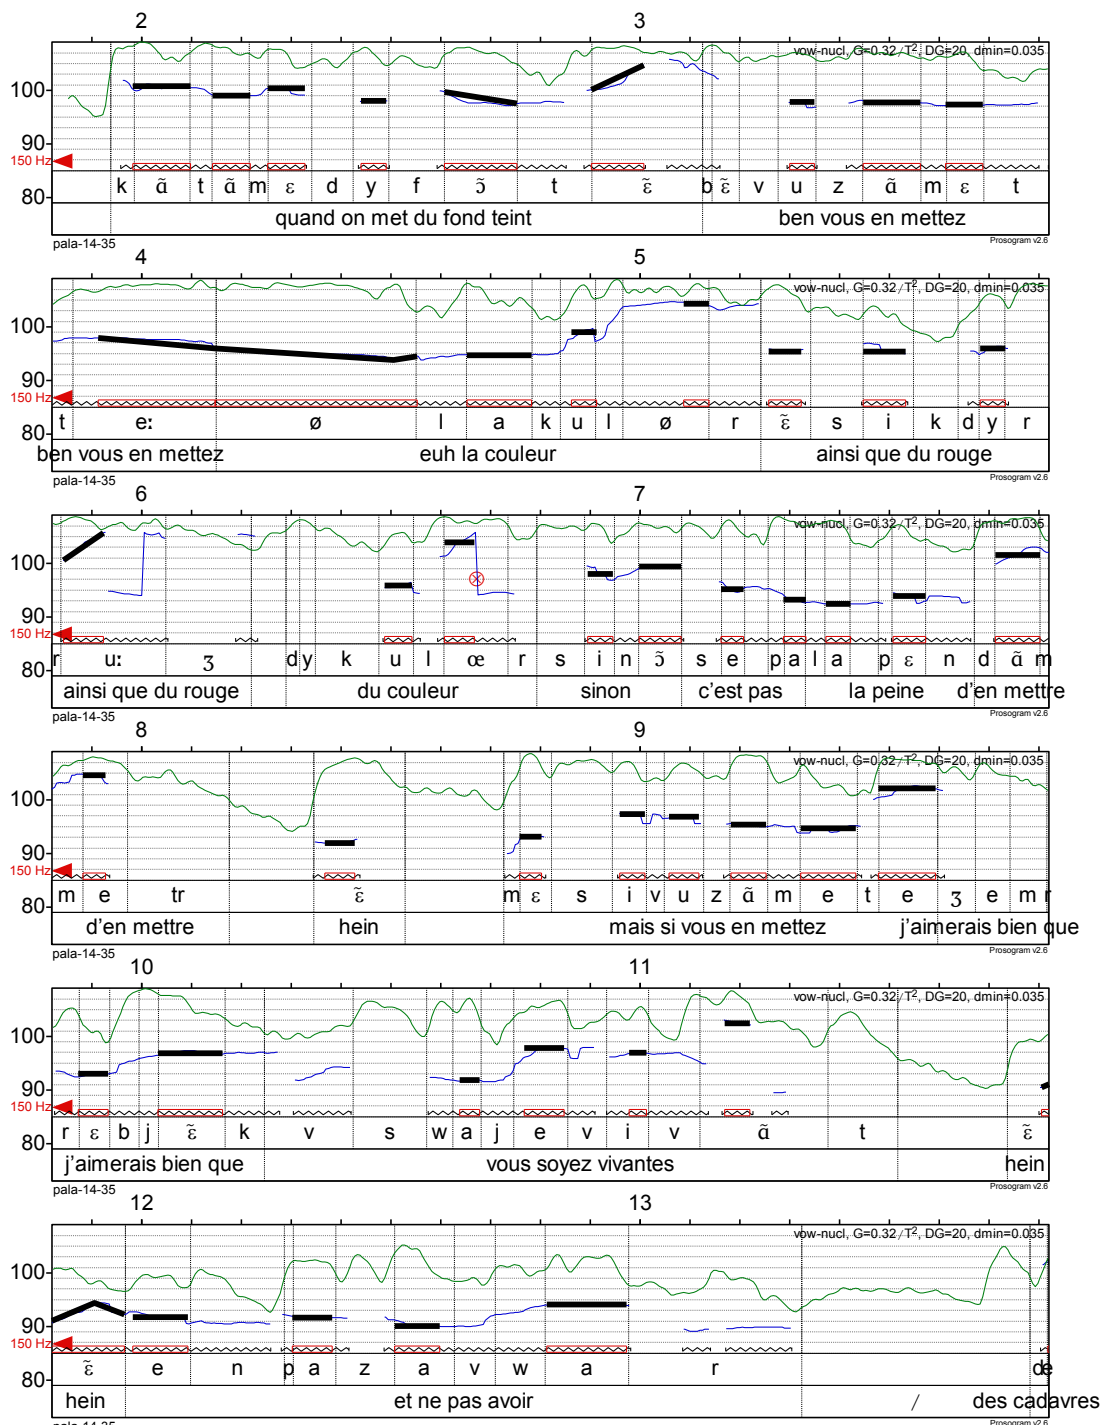 2 3
vow-nucl, G=0.32/T², DG=20, dmin=0.035
100
90
150 Hz
80
k ɑ̃ t ɑ̃ m ɛ d y f ɔ̃ t ɛ̃ b ɛ̃ v u z ɑ̃ m ɛ t
quand on met du fond teint ben vous en mettez
pala-14-35 Prosogram v2.6
4 5
vow-nucl, G=0.32/T², DG=20, dmin=0.035
100
90
150 Hz
80
t e: ø l a k u l ø r ɛ̃ s i k d y r
ben vous en mettez euh la couleur ainsi que du rouge
pala-14-35 Prosogram v2.6
6 7
vow-nucl, G=0.32/T², DG=20, dmin=0.035
100
90
150 Hz
80
r u: ʒ d y k u l œ r s i n ɔ̃ s e p a l a p ɛ n d ɑ̃ m
ainsi que du rouge du couleur sinon c'est pas la peine d'en mettre
pala-14-35 Prosogram v2.6
8 9
vow-nucl, G=0.32/T², DG=20, dmin=0.035
100
90
150 Hz
80
m e tr ɛ̃ m ɛ s i v u z ɑ̃ m e t e ʒ e m r
d'en mettre hein mais si vous en mettez j'aimerais bien que
pala-14-35 Prosogram v2.6
10 11
vow-nucl, G=0.32/T², DG=20, dmin=0.035
100
90
150 Hz
80
r ɛ b j ɛ̃ k v s w a j e v i v ɑ̃ t ɛ̃
j'aimerais bien que vous soyez vivantes hein
pala-14-35 Prosogram v2.6
12 13
vow-nucl, G=0.32/T², DG=20, dmin=0.035
100
90
150 Hz
80
ɛ̃ e n p a z a v w a r d e
hein et ne pas avoir / des cadavres
pala-14-35 Prosogram v2.6